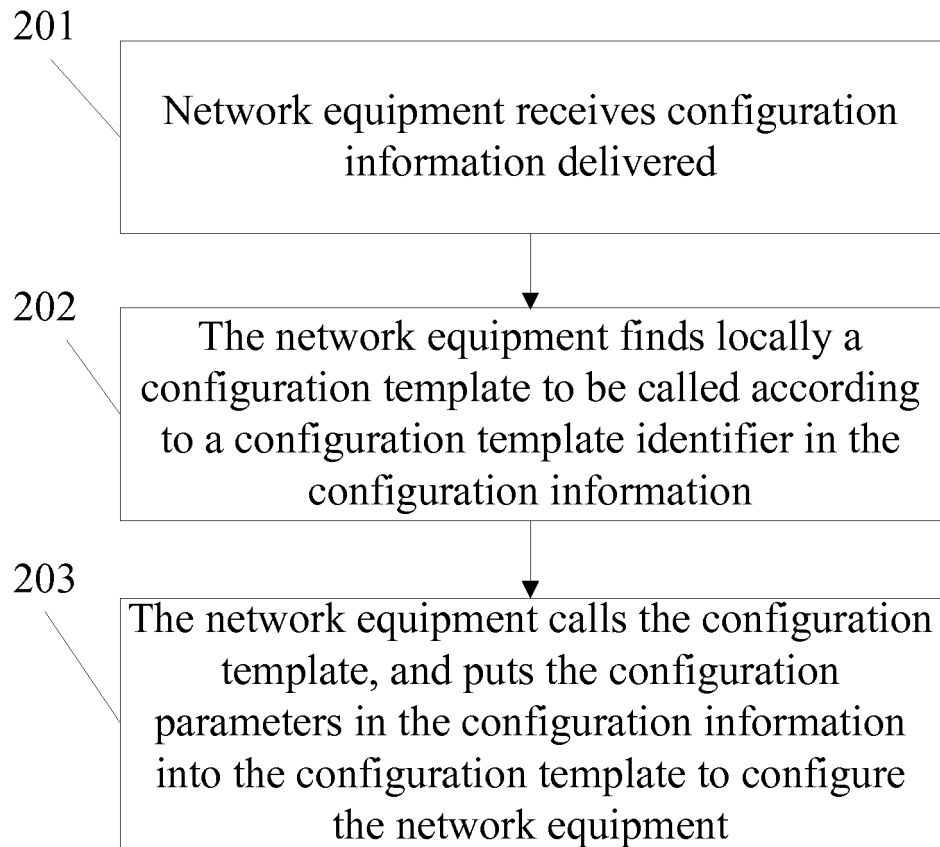 201
Network equipment receives configuration
information delivered
202
The network equipment finds locally a
configuration template to be called according
to a configuration template identifier in the
configuration information
203
The network equipment calls the configuration
template, and puts the configuration
parameters in the configuration information
into the configuration template to configure
the network equipment